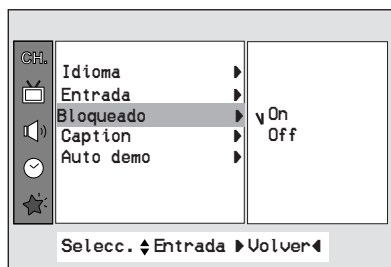 CH.
Idioma
Entrada
Bloqueado
Caption
Auto demo
On
Off
Selecc. Entrada Volver